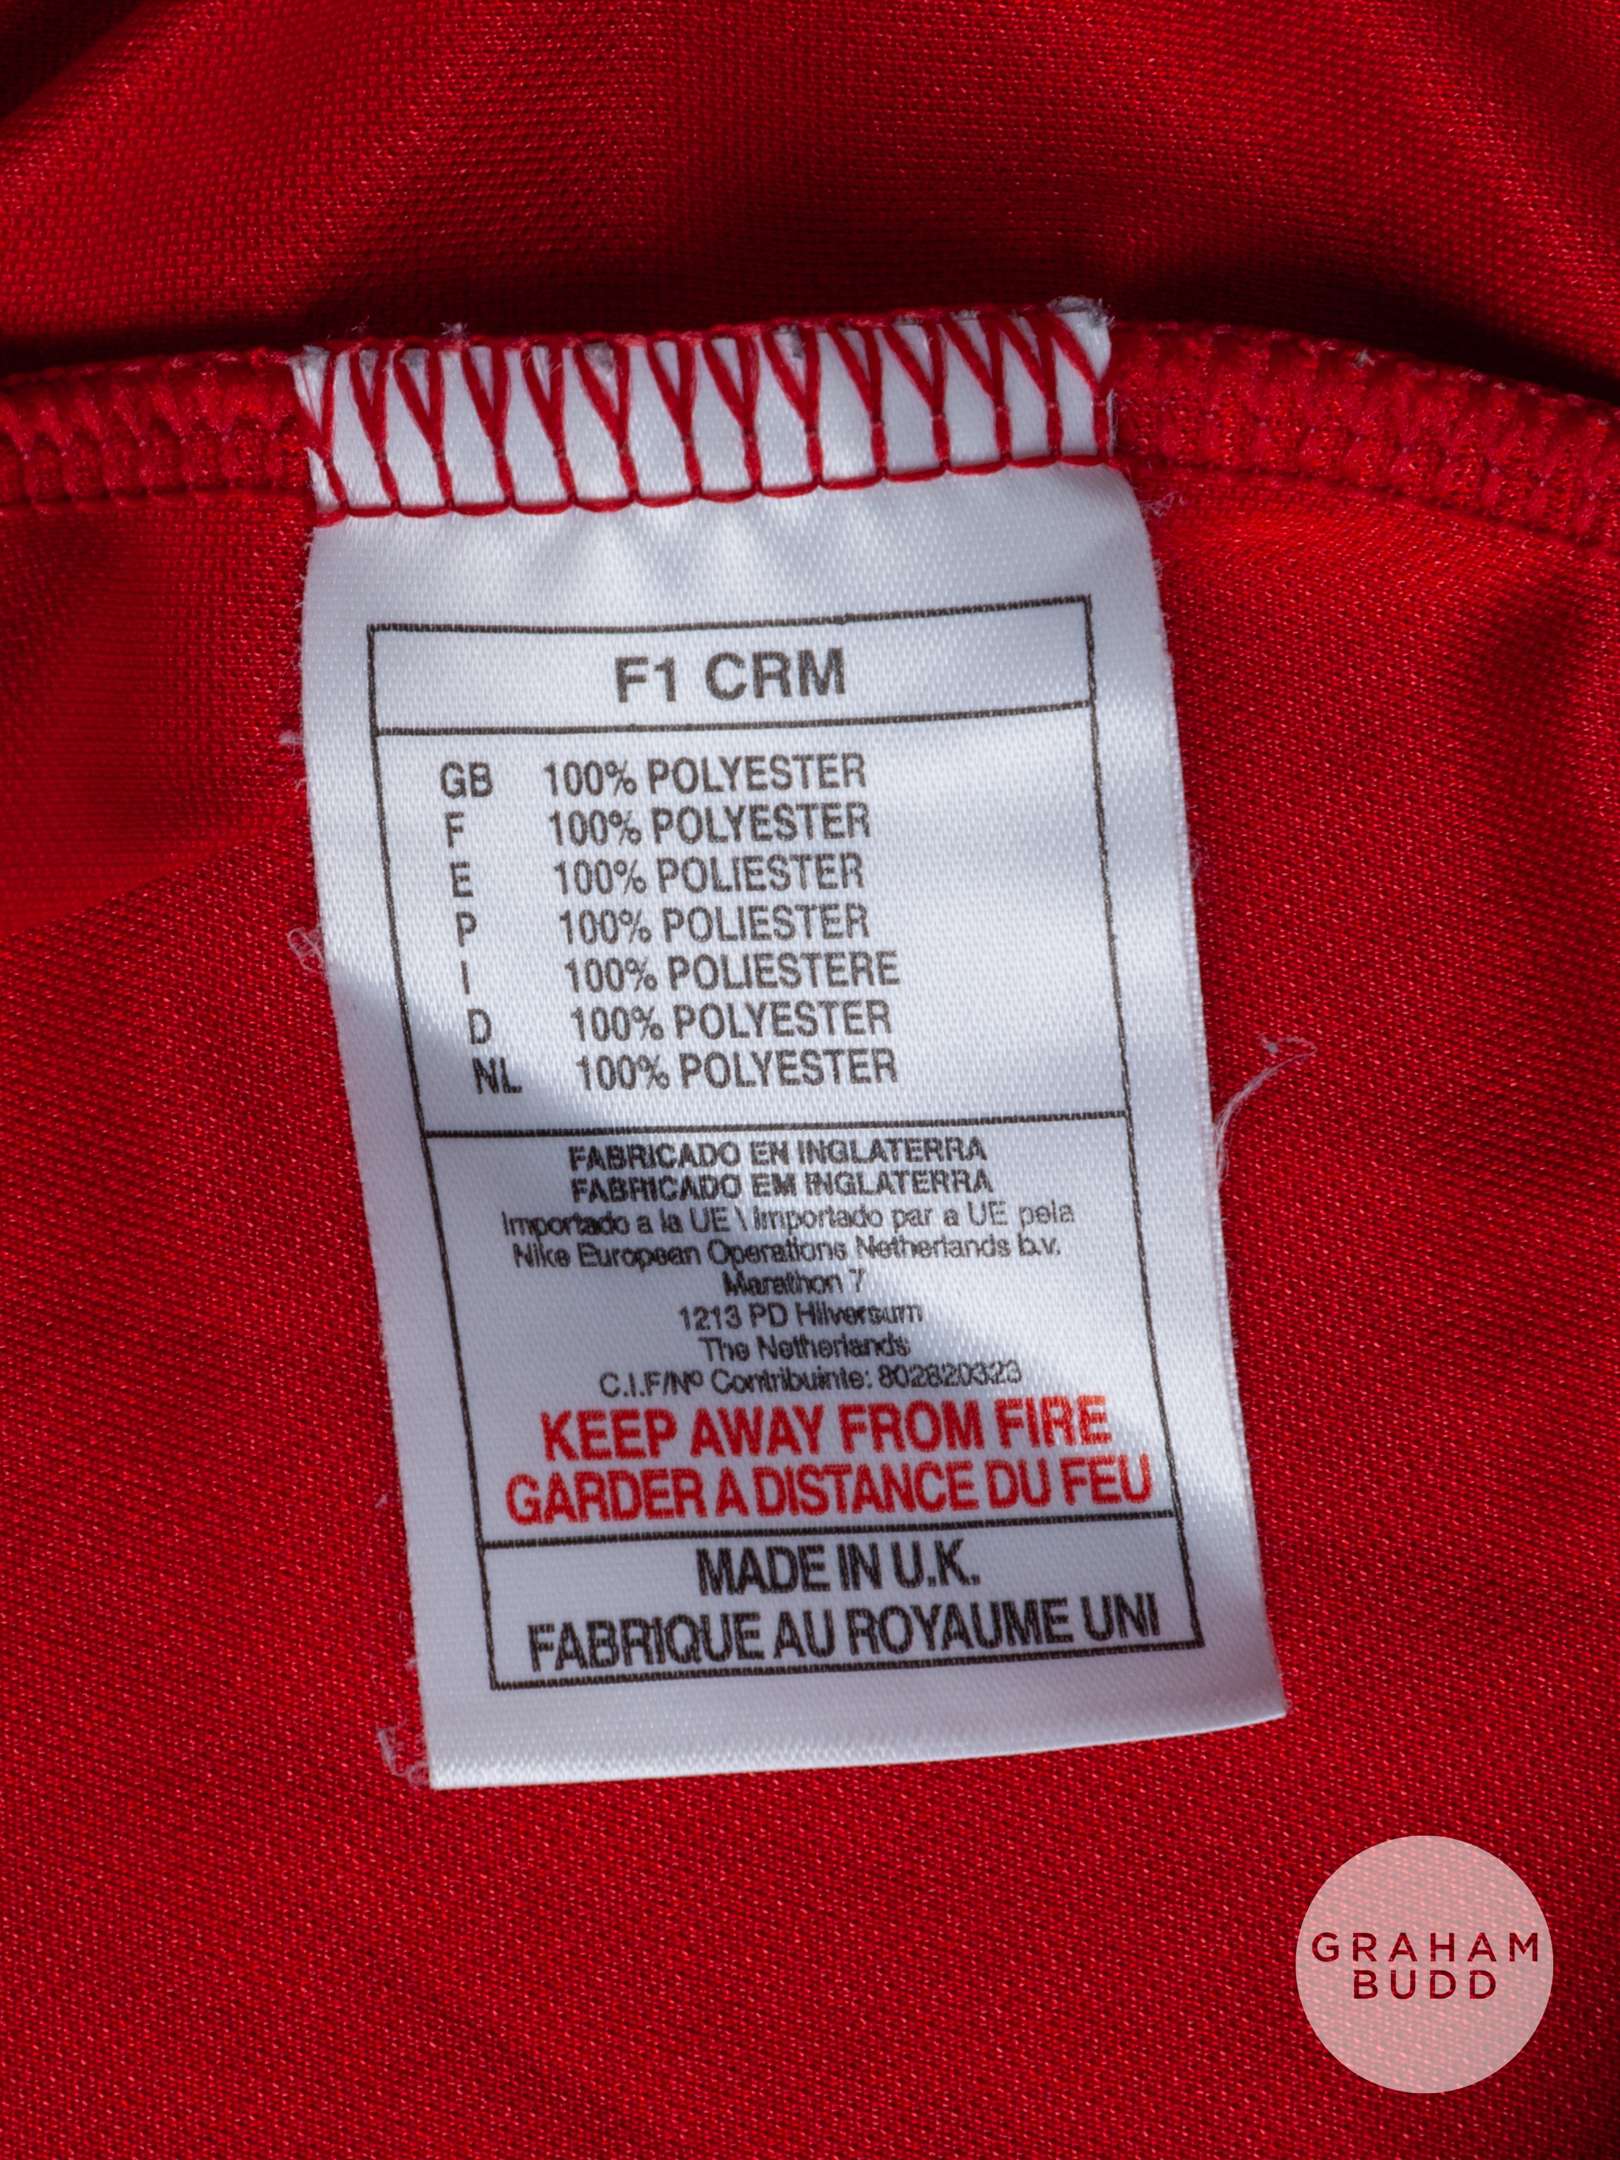 F1 CRM
GB 100% POLYESTER
F 100% POLYESTER
E 100% POLIESTER
P 100% POLIESTER
I 100% POLIESTERE
D 100% POLYESTER
NL 100% POLYESTER
FABRICADO EN INGLATERRA
FABRICADO EM INGLATERRA
Importado a la UE \ Importado par a UE pela
Nike European Operations Netherlands b.v.
Marathon 7
1213 PD Hilversum
The Netherlands
C.I.F/Nº Contribuinte: 802820323
KEEP AWAY FROM FIRE
GARDER A DISTANCE DU FEU
MADE IN U.K.
FABRIQUE AU ROYAUME UNI
GRAHAM
BUDD